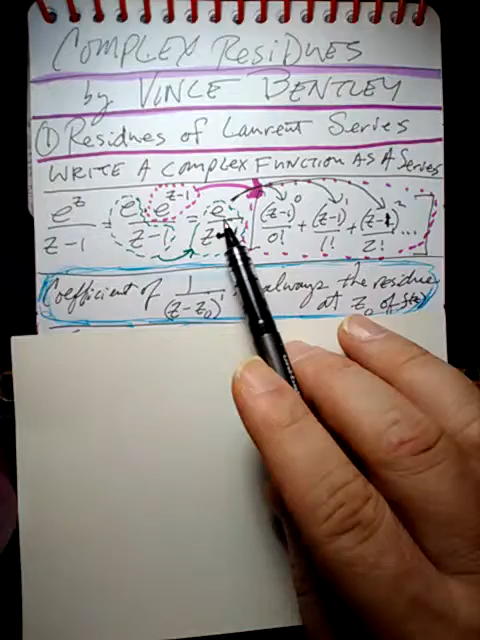 COMPLEX RESIDUES
by VINCE BENTLEY
① Residues of Laurent Series
WRITE A COMPLEX FUNCTION AS A Series
e^z/(z-1) = e·e^(z-1)/(z-1) = e/z [(z-1)^0/0! + (z-1)^1/1! + (z-1)^2/2! ...]
Coefficient of 1/(z-z₀)^1 always the residue
at z₀ of f(z)